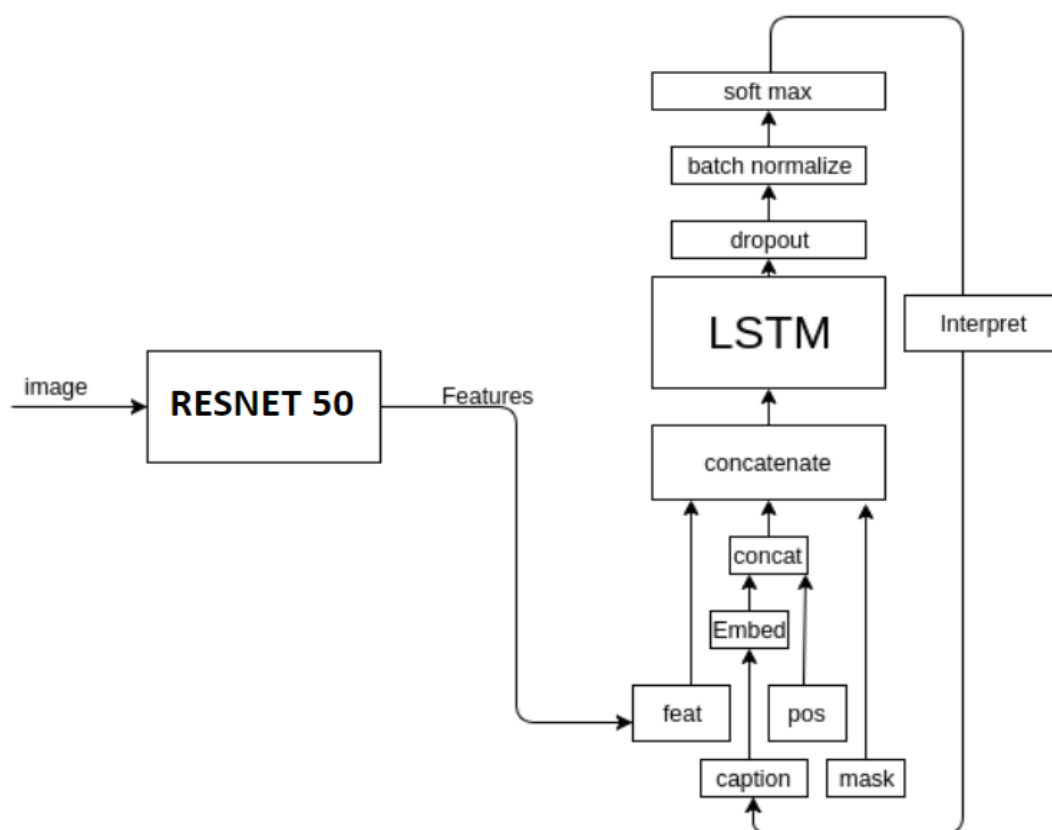 soft max
batch normalize
dropout
LSTM
Interpret
image
RESNET 50
Features
concatenate
concat
Embed
feat
pos
caption
mask